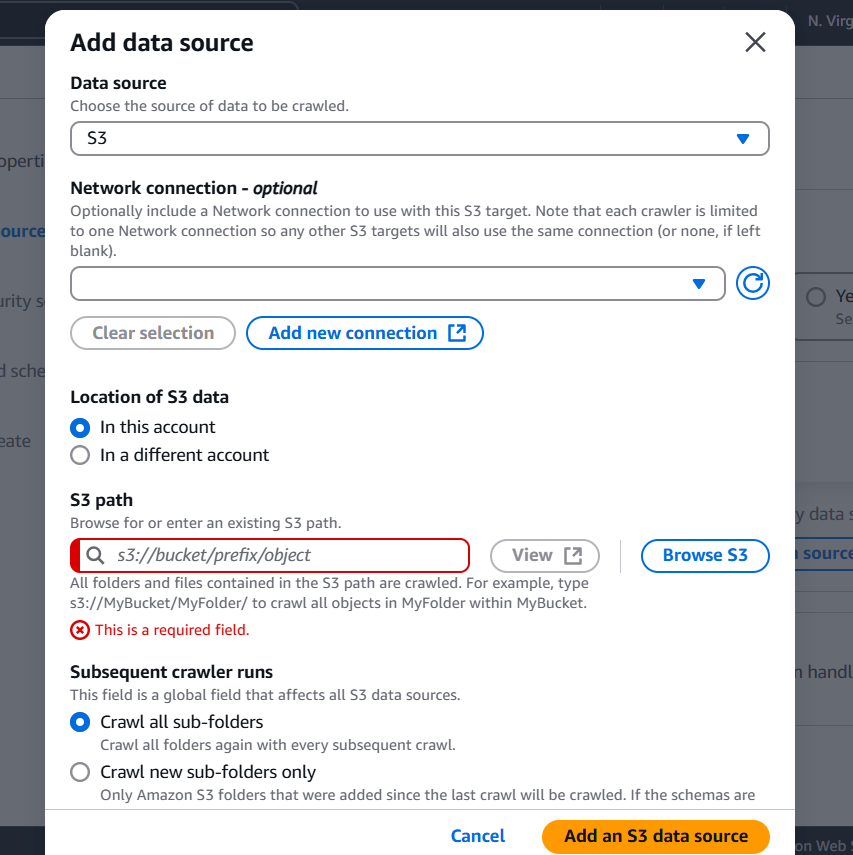 N. Virg
Add data source
Data source
Choose the source of data to be crawled.
S3
operti
Network connection - optional
Optionally include a Network connection to use with this S3 target. Note that each crawler is limited
ource
to one Network connection so any other S3 targets will also use the same connection (or none, if left
blank).
urity s
Ye
Se
Clear selection
Add new connection
d sche
Location of S3 data
In this account
eate
In a different account
S3 path
y data s
Browse for or enter an existing S3 path.
s3://bucket/prefix/object
View
Browse S3
a source
All folders and files contained in the S3 path are crawled. For example, type
s3://MyBucket/MyFolder/ to crawl all objects in MyFolder within MyBucket.
This is a required field.
Subsequent crawler runs
n handl
This field is a global field that affects all S3 data sources.
Crawl all sub-folders
Crawl all folders again with every subsequent crawl.
Crawl new sub-folders only
Only Amazon S3 folders that were added since the last crawl will be crawled. If the schemas are
Cancel
Add an S3 data source
on Web S